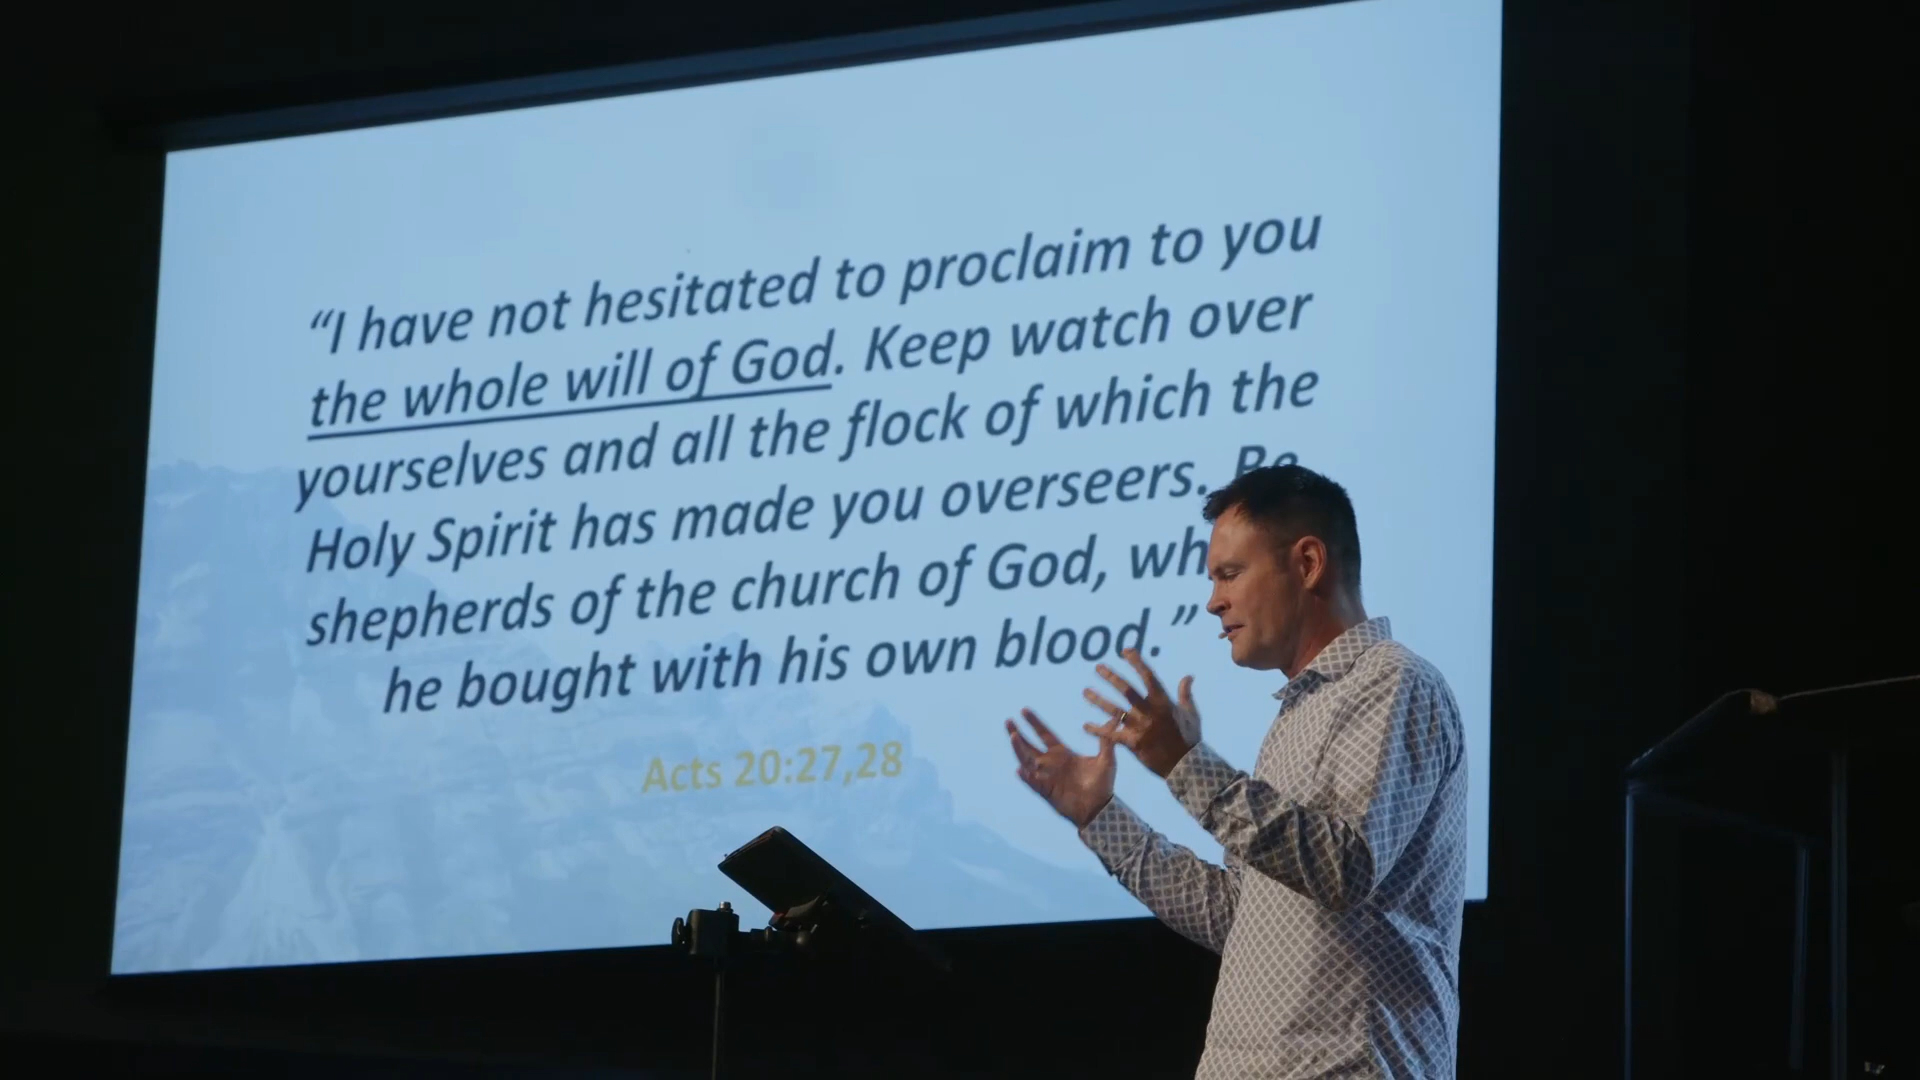 “I have not hesitated to proclaim to you
the whole will of God. Keep watch over
yourselves and all the flock of which the
Holy Spirit has made you overseers. Be
shepherds of the church of God,
he bought with his own blood.”
Acts 20:27,28